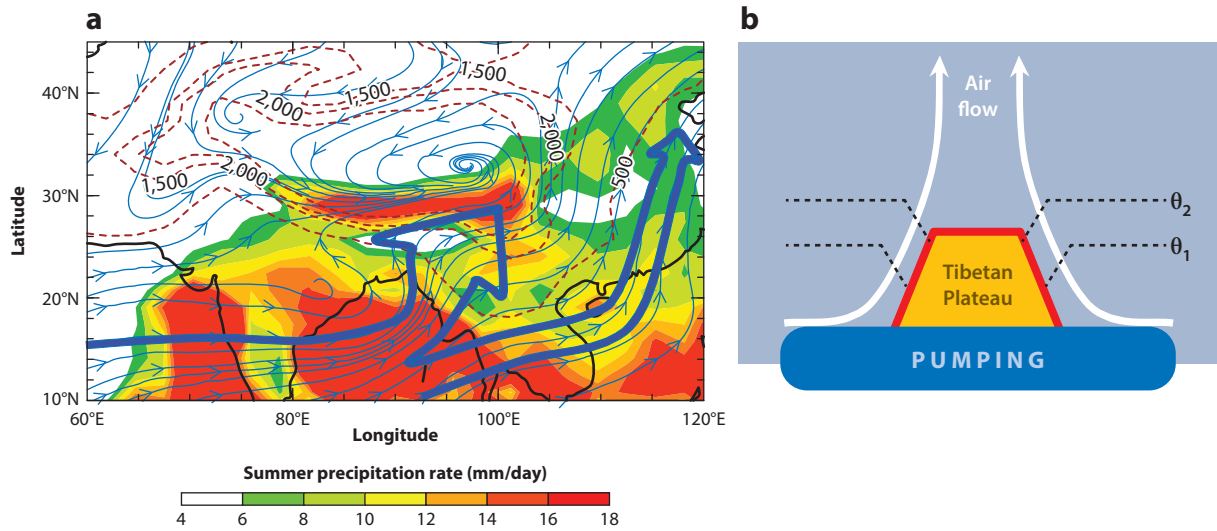 a
40°N
30°N
20°N
10°N
Latitude
1,500
2,000
1,500
1,500
2,000
2,000
1,500
500
60°E
80°E
100°E
120°E
Longitude
Summer precipitation rate (mm/day)
4 6 8 10 12 14 16 18
b
Air
flow
θ2
θ1
Tibetan
Plateau
PUMPING